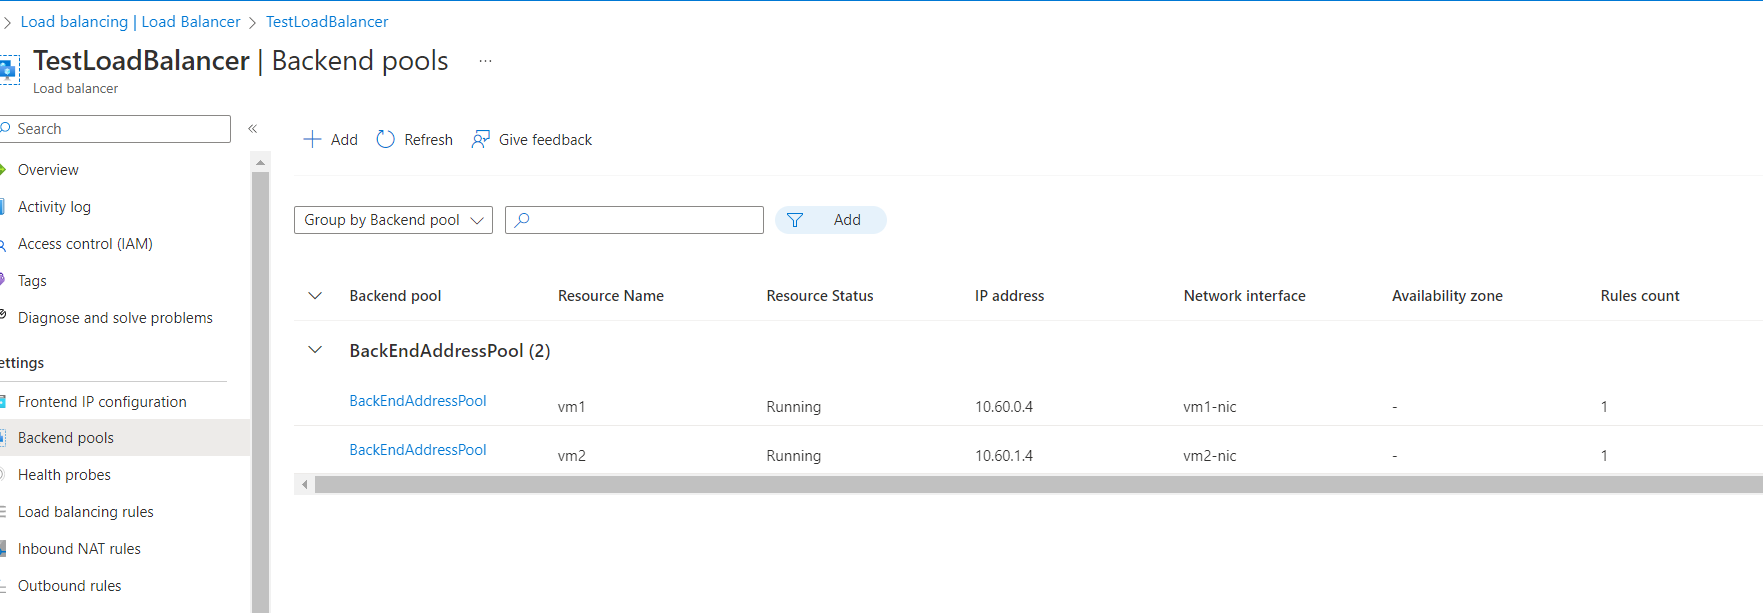 Load balancing | Load Balancer > TestLoadBalancer
TestLoadBalancer | Backend pools ...
Load balancer
Search
«
Overview
Activity log
Access control (IAM)
Tags
Diagnose and solve problems
ettings
Frontend IP configuration
Backend pools
Health probes
Load balancing rules
Inbound NAT rules
Outbound rules
Add Refresh Give feedback
Group by Backend pool Add
Backend pool Resource Name Resource Status IP address Network interface Availability zone Rules count
BackEndAddressPool (2)
BackEndAddressPool vm1 Running 10.60.0.4 vm1-nic - 1
BackEndAddressPool vm2 Running 10.60.1.4 vm2-nic - 1